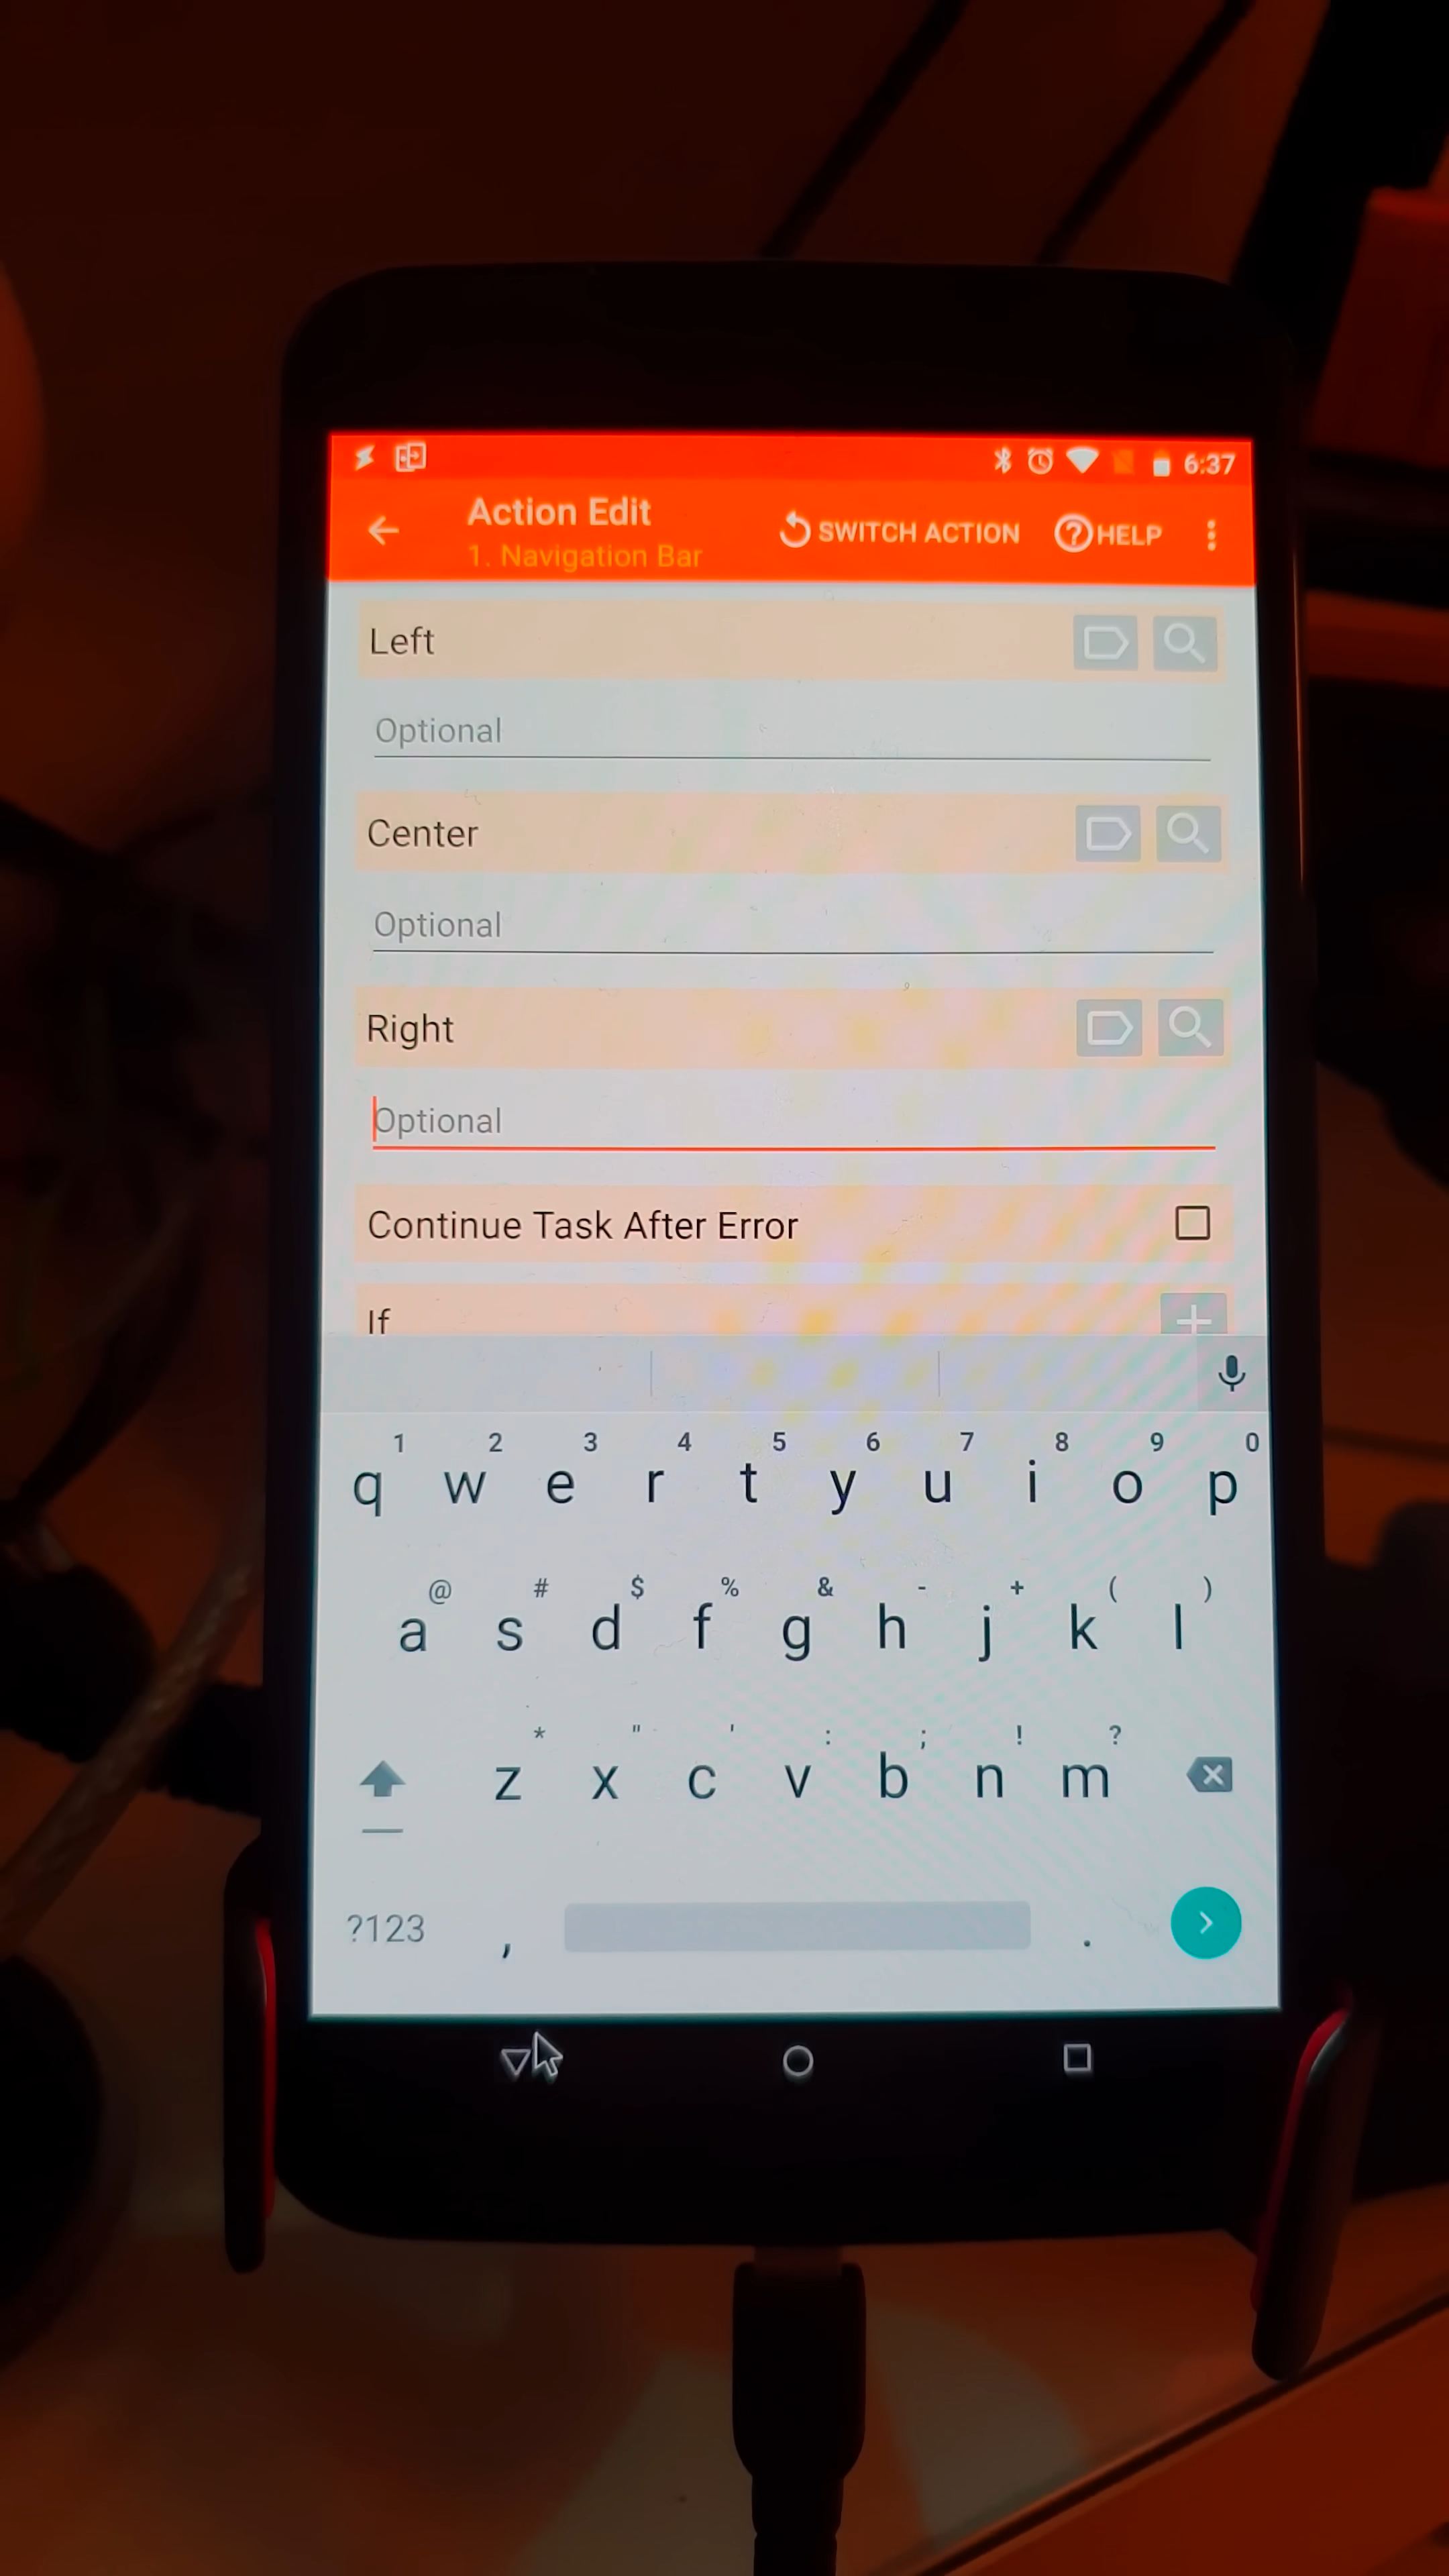 6:37
Action Edit
1. Navigation Bar
SWITCH ACTION
HELP
Left
Optional
Center
Optional
Right
Optional
Continue Task After Error
If
1 2 3 4 5 6 7 8 9 0
q w e r t y u i o p
@ # $ % & - + ( )
a s d f g h j k l
* " ' : ; ! ?
z x c v b n m
?123 , .